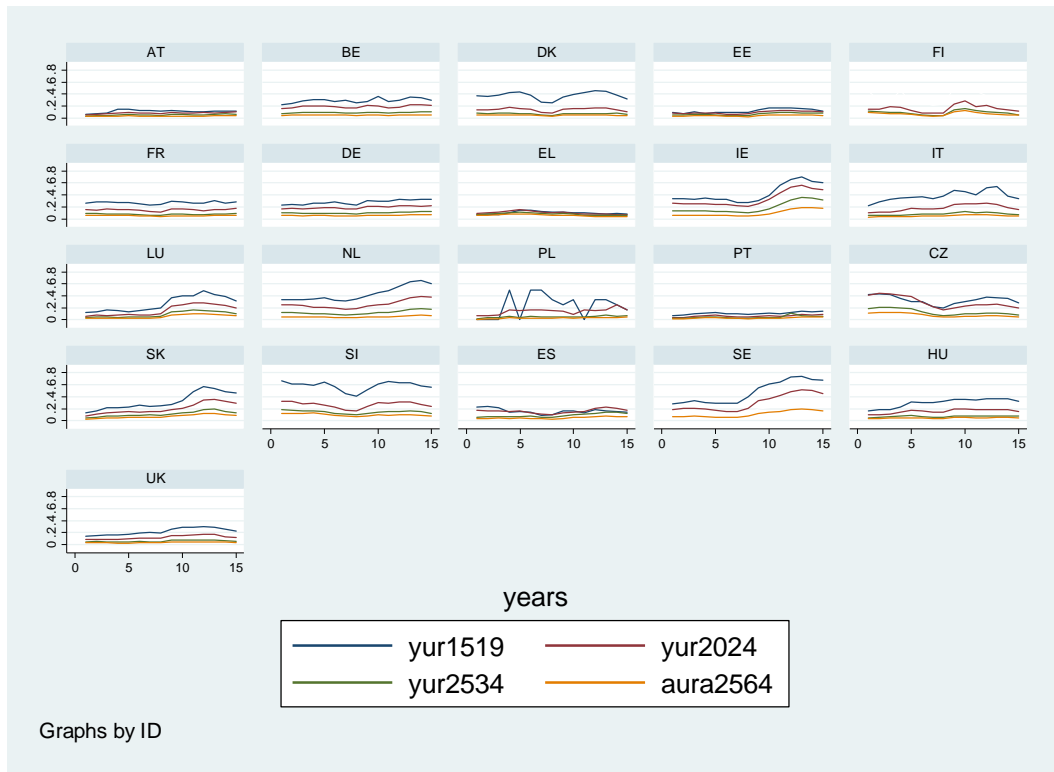 AT BE DK EE FI
0 .2 .4 .6 .8
FR DE EL IE IT
0 .2 .4 .6 .8
LU NL PL PT CZ
0 .2 .4 .6 .8
SK SI ES SE HU
0 .2 .4 .6 .8
0 5 10 15 0 5 10 15 0 5 10 15 0 5 10 15
UK
0 .2 .4 .6 .8
0 5 10 15
years
yur1519 yur2024
yur2534 aura2564
Graphs by ID